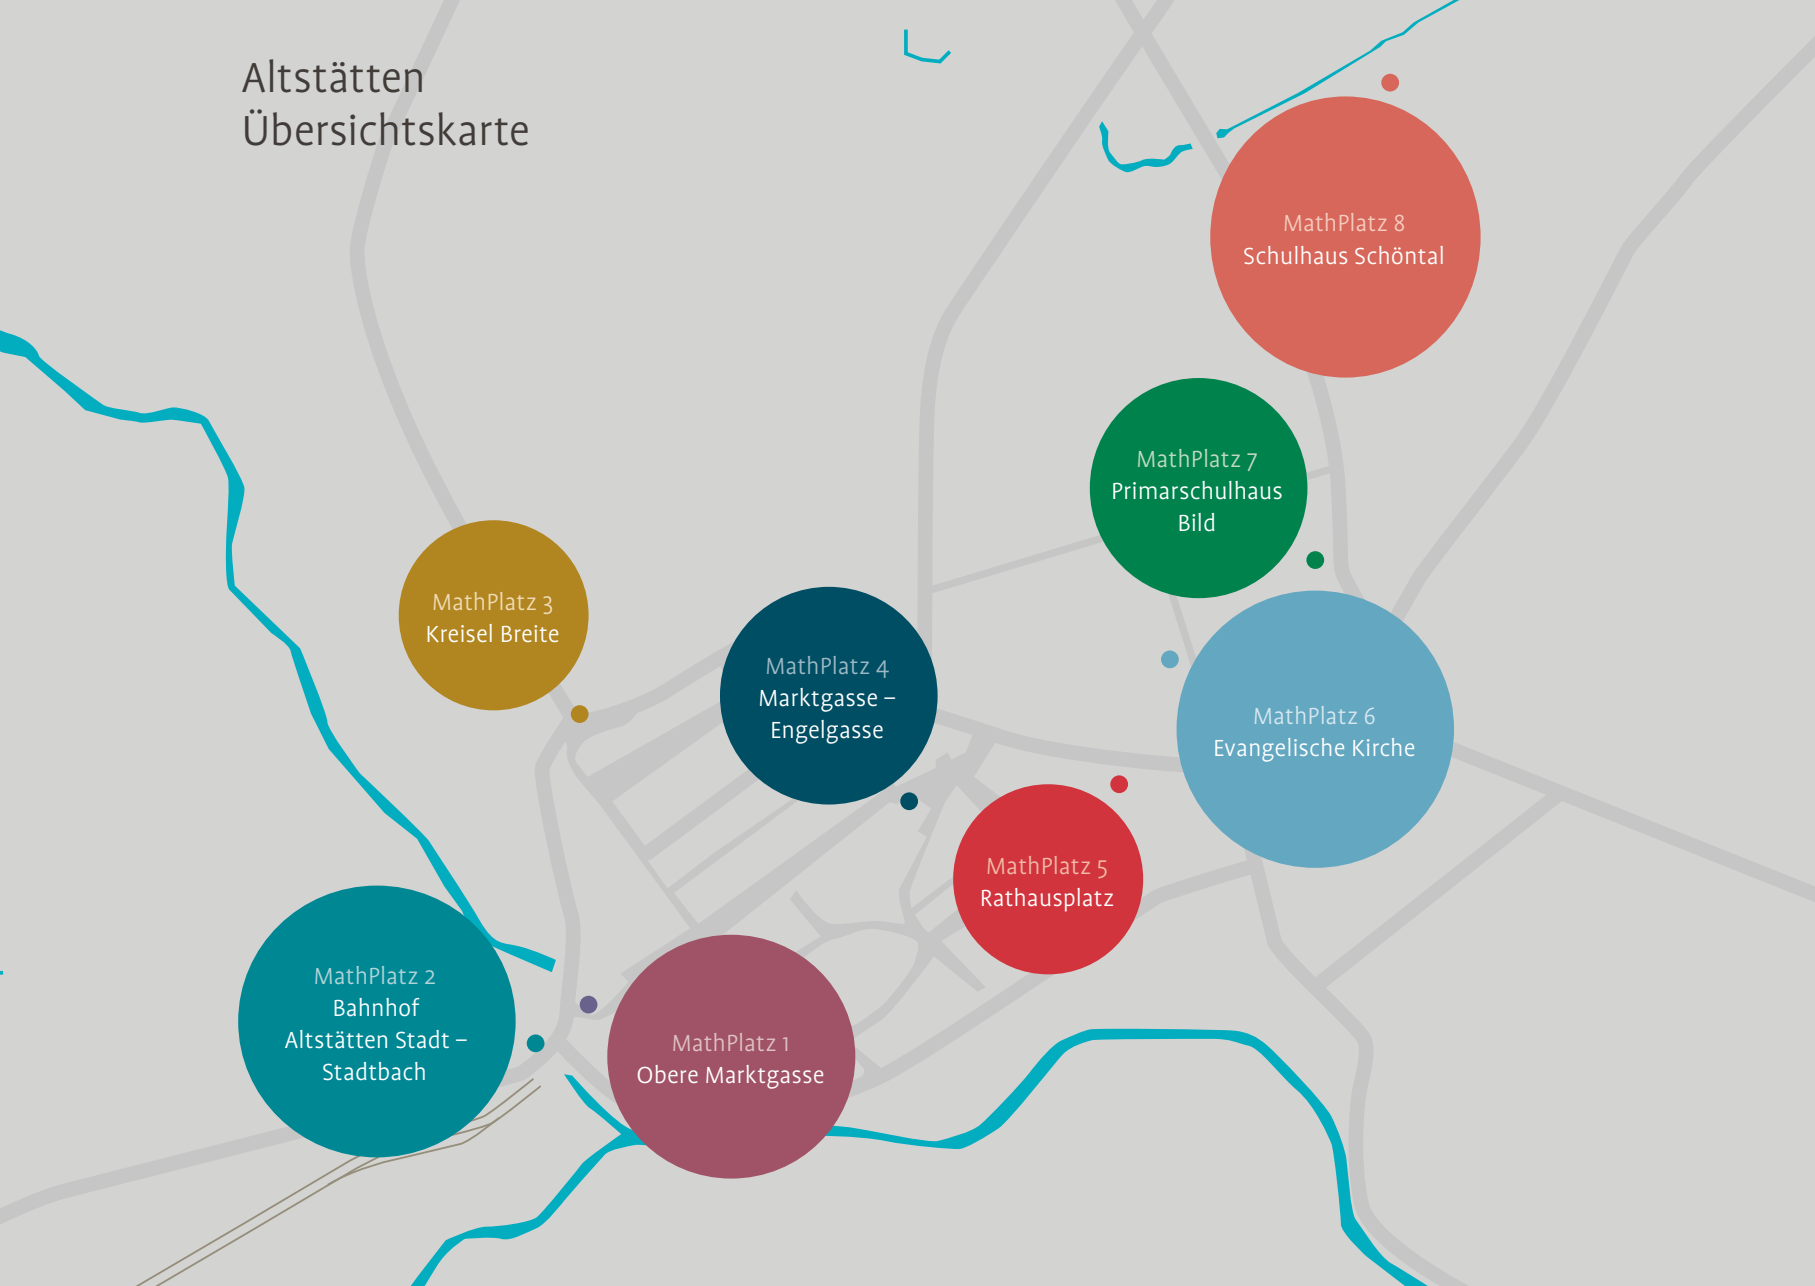 Altstätten
Übersichtskarte
MathPlatz 8
Schulhaus Schöntal
MathPlatz 7
Primarschulhaus
Bild
MathPlatz 3
Kreisel Breite
MathPlatz 4
Marktgasse –
Engelgasse
MathPlatz 6
Evangelische Kirche
MathPlatz 5
Rathausplatz
MathPlatz 2
Bahnhof
Altstätten Stadt –
Stadtbach
MathPlatz 1
Obere Marktgasse